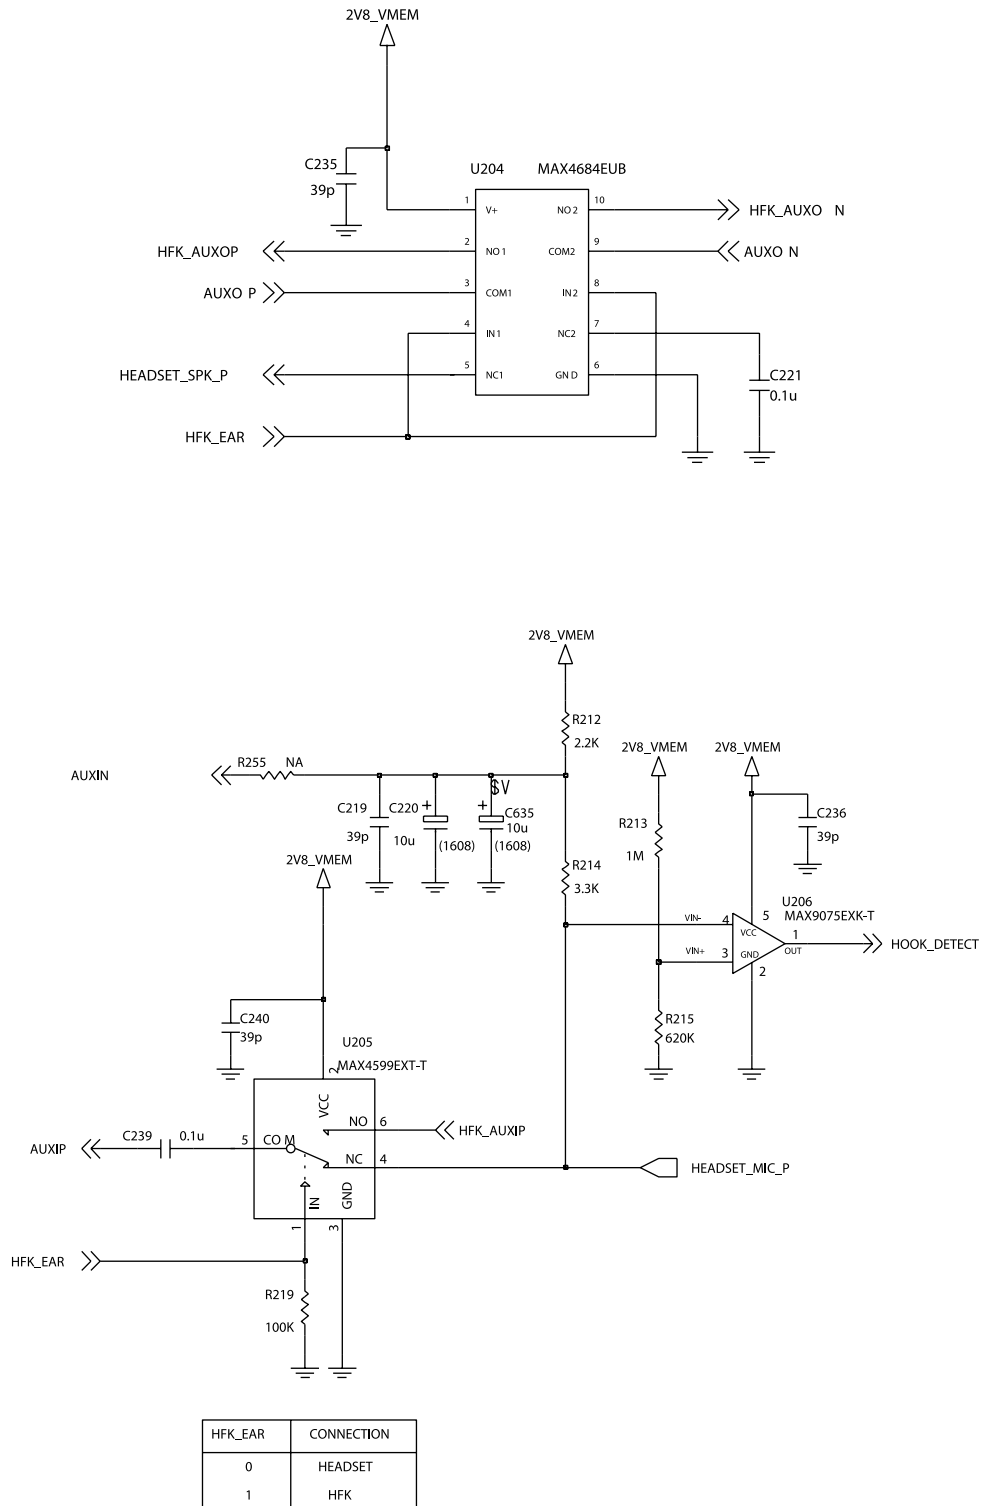 2V8_VMEM
C235
39p
U204 MAX4684EUB
1 V+ NO 2 10 HFK_AUXO N
HFK_AUXOP 2 NO 1 COM2 9 AUXO N
AUXO P 3 COM1 IN 2 8
4 IN 1 NC2 7
HEADSET_SPK_P 5 NC1 GN D 6
C221
0.1u
HFK_EAR
2V8_VMEM
R212
2.2K
2V8_VMEM 2V8_VMEM
AUXIN R255 NA
$V
C219 C220 + + C635
39p 10u (1608) 10u (1608)
R213
1M
C236
39p
2V8_VMEM
R214
3.3K
U206
MAX9075EXK-T
VIN- 4 VCC 5
1 OUT HOOK_DETECT
VIN+ 3 GND 2
C240
39p
R215
620K
U205
MAX4599EXT-T
2
VCC
NO 6 HFK_AUXIP
AUXIP C239 0.1u 5 CO M
NC 4 HEADSET_MIC_P
IN GND
1 3
HFK_EAR
R219
100K
HFK_EAR CONNECTION
0 HEADSET
1 HFK